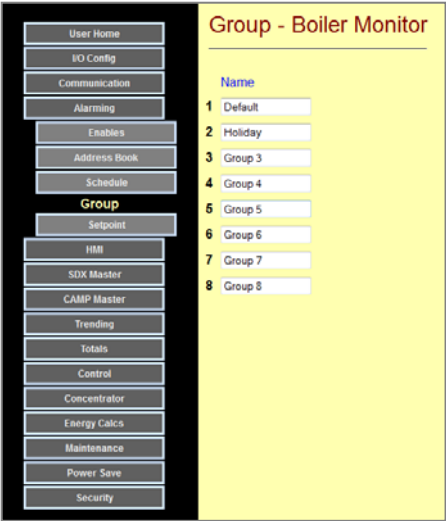 User Home
I/O Config
Communication
Alarming
Enables
Address Book
Schedule
Group
Setpoint
HMI
SDX Master
CAMP Master
Trending
Totals
Control
Concentrator
Energy Calcs
Maintenance
Power Save
Security
Group - Boiler Monitor
Name
1 Default
2 Holiday
3 Group 3
4 Group 4
5 Group 5
6 Group 6
7 Group 7
8 Group 8